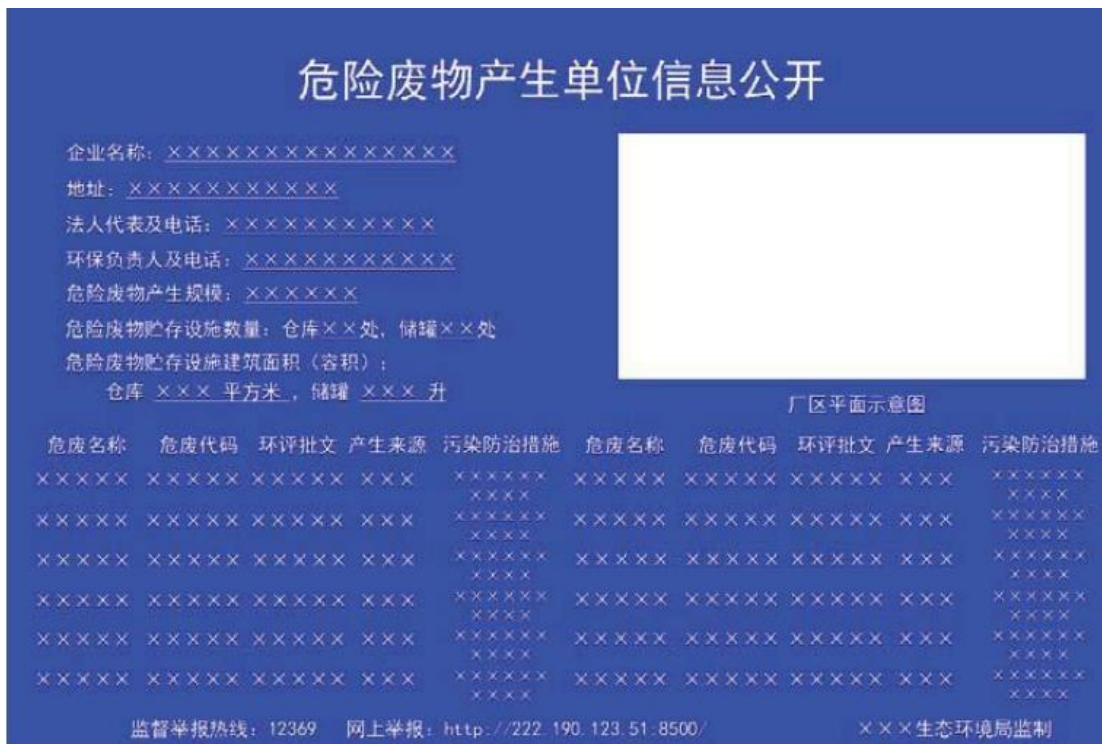 危险废物产生单位信息公开
企业名称：×××××××××××××××
地址：×××××××××××
法人代表及电话：×××××××××××
环保负责人及电话：×××××××××××
危险废物产生规模：××××××
危险废物贮存设施数量：仓库××处，储罐××处
危险废物贮存设施建筑面积（容积）：
仓库 ××× 平方米 ，储罐 ××× 升
厂区平面示意图
危废名称 危废代码 环评批文 产生来源 污染防治措施 危废名称 危废代码 环评批文 产生来源 污染防治措施
××××× ××××× ××××× ××× ×××××× ××××× ××××× ××××× ××× ××××××
×××× ××××
××××× ××××× ××××× ××× ×××××× ××××× ××××× ××××× ××× ××××××
×××× ××××
××××× ××××× ××××× ××× ×××××× ××××× ××××× ××××× ××× ××××××
×××× ××××
××××× ××××× ××××× ××× ×××××× ××××× ××××× ××××× ××× ××××××
×××× ××××
××××× ××××× ××××× ××× ×××××× ××××× ××××× ××××× ××× ××××××
×××× ××××
××××× ××××× ××××× ××× ×××××× ××××× ××××× ××××× ××× ××××××
×××× ××××
监督举报热线：12369 网上举报：http://222.190.123.51:8500/ ×××生态环境局监制